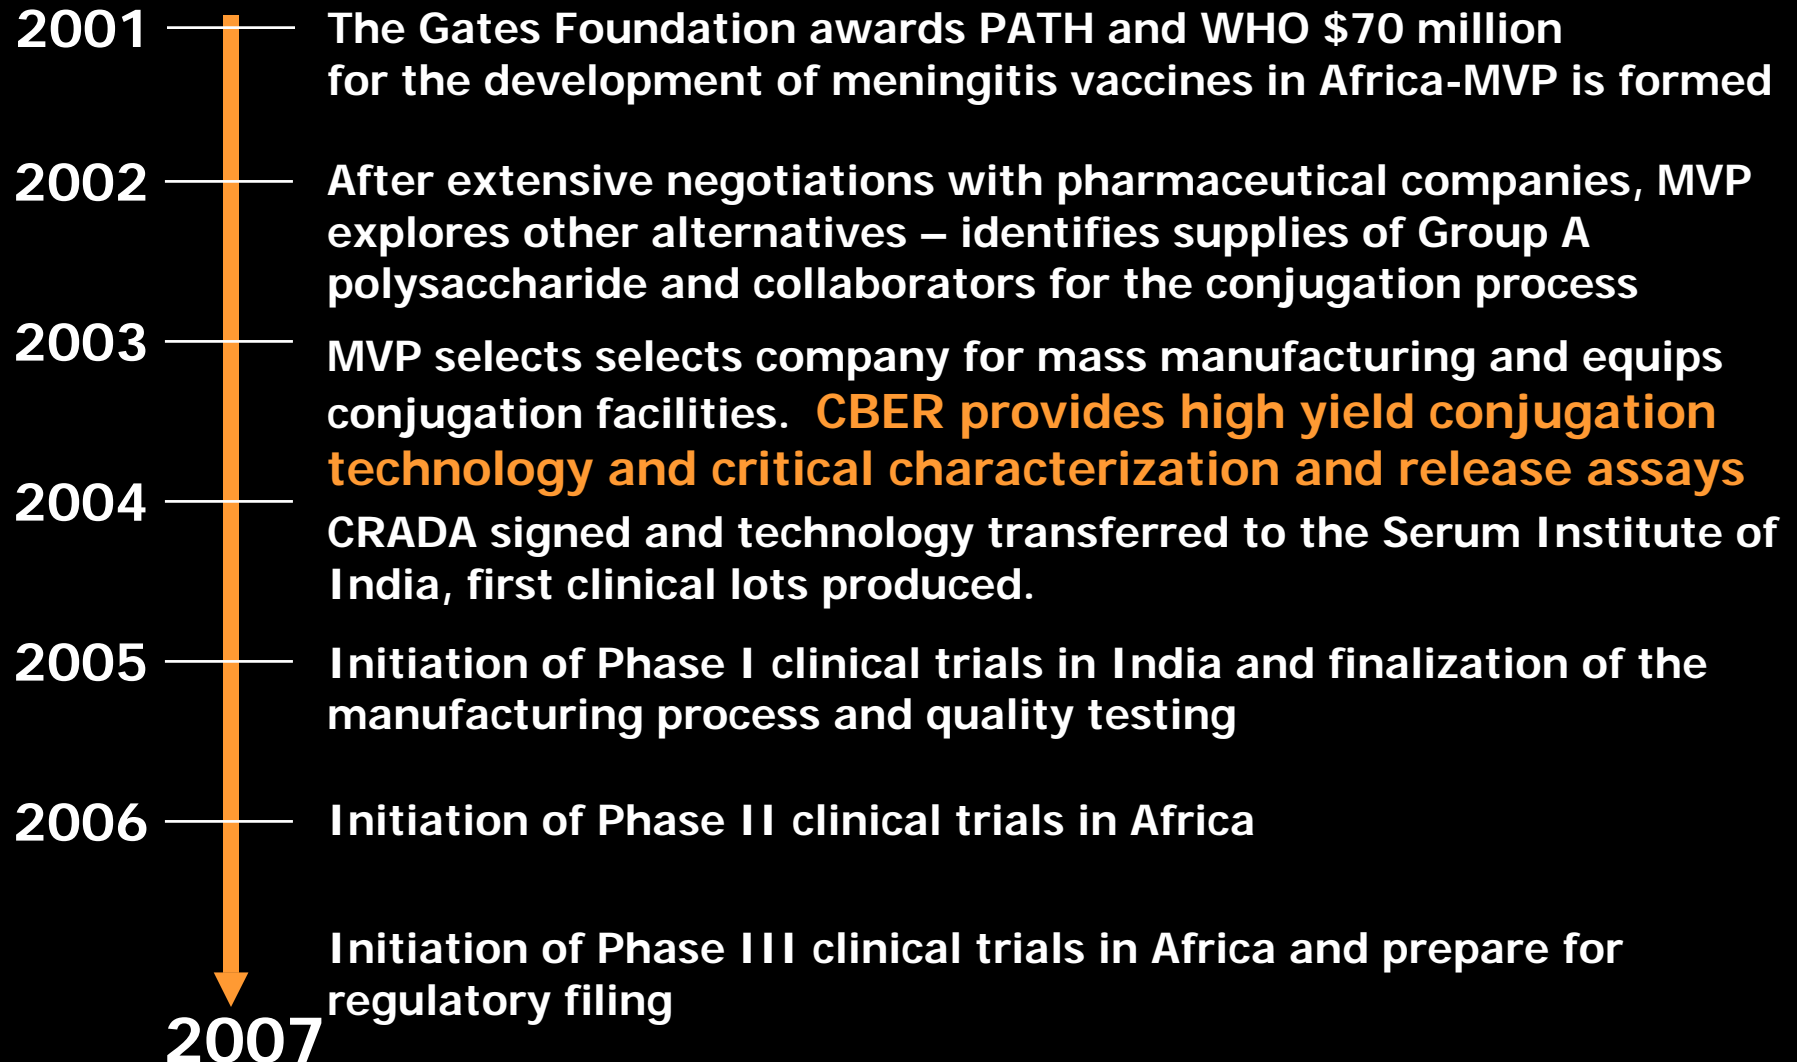 2001
The Gates Foundation awards PATH and WHO $70 million
for the development of meningitis vaccines in Africa-MVP is formed
2002
After extensive negotiations with pharmaceutical companies, MVP
explores other alternatives – identifies supplies of Group A
polysaccharide and collaborators for the conjugation process
2003
MVP selects selects company for mass manufacturing and equips
conjugation facilities. CBER provides high yield conjugation
technology and critical characterization and release assays
2004
CRADA signed and technology transferred to the Serum Institute of
India, first clinical lots produced.
2005
Initiation of Phase I clinical trials in India and finalization of the
manufacturing process and quality testing
2006
Initiation of Phase II clinical trials in Africa
Initiation of Phase III clinical trials in Africa and prepare for
regulatory filing
2007